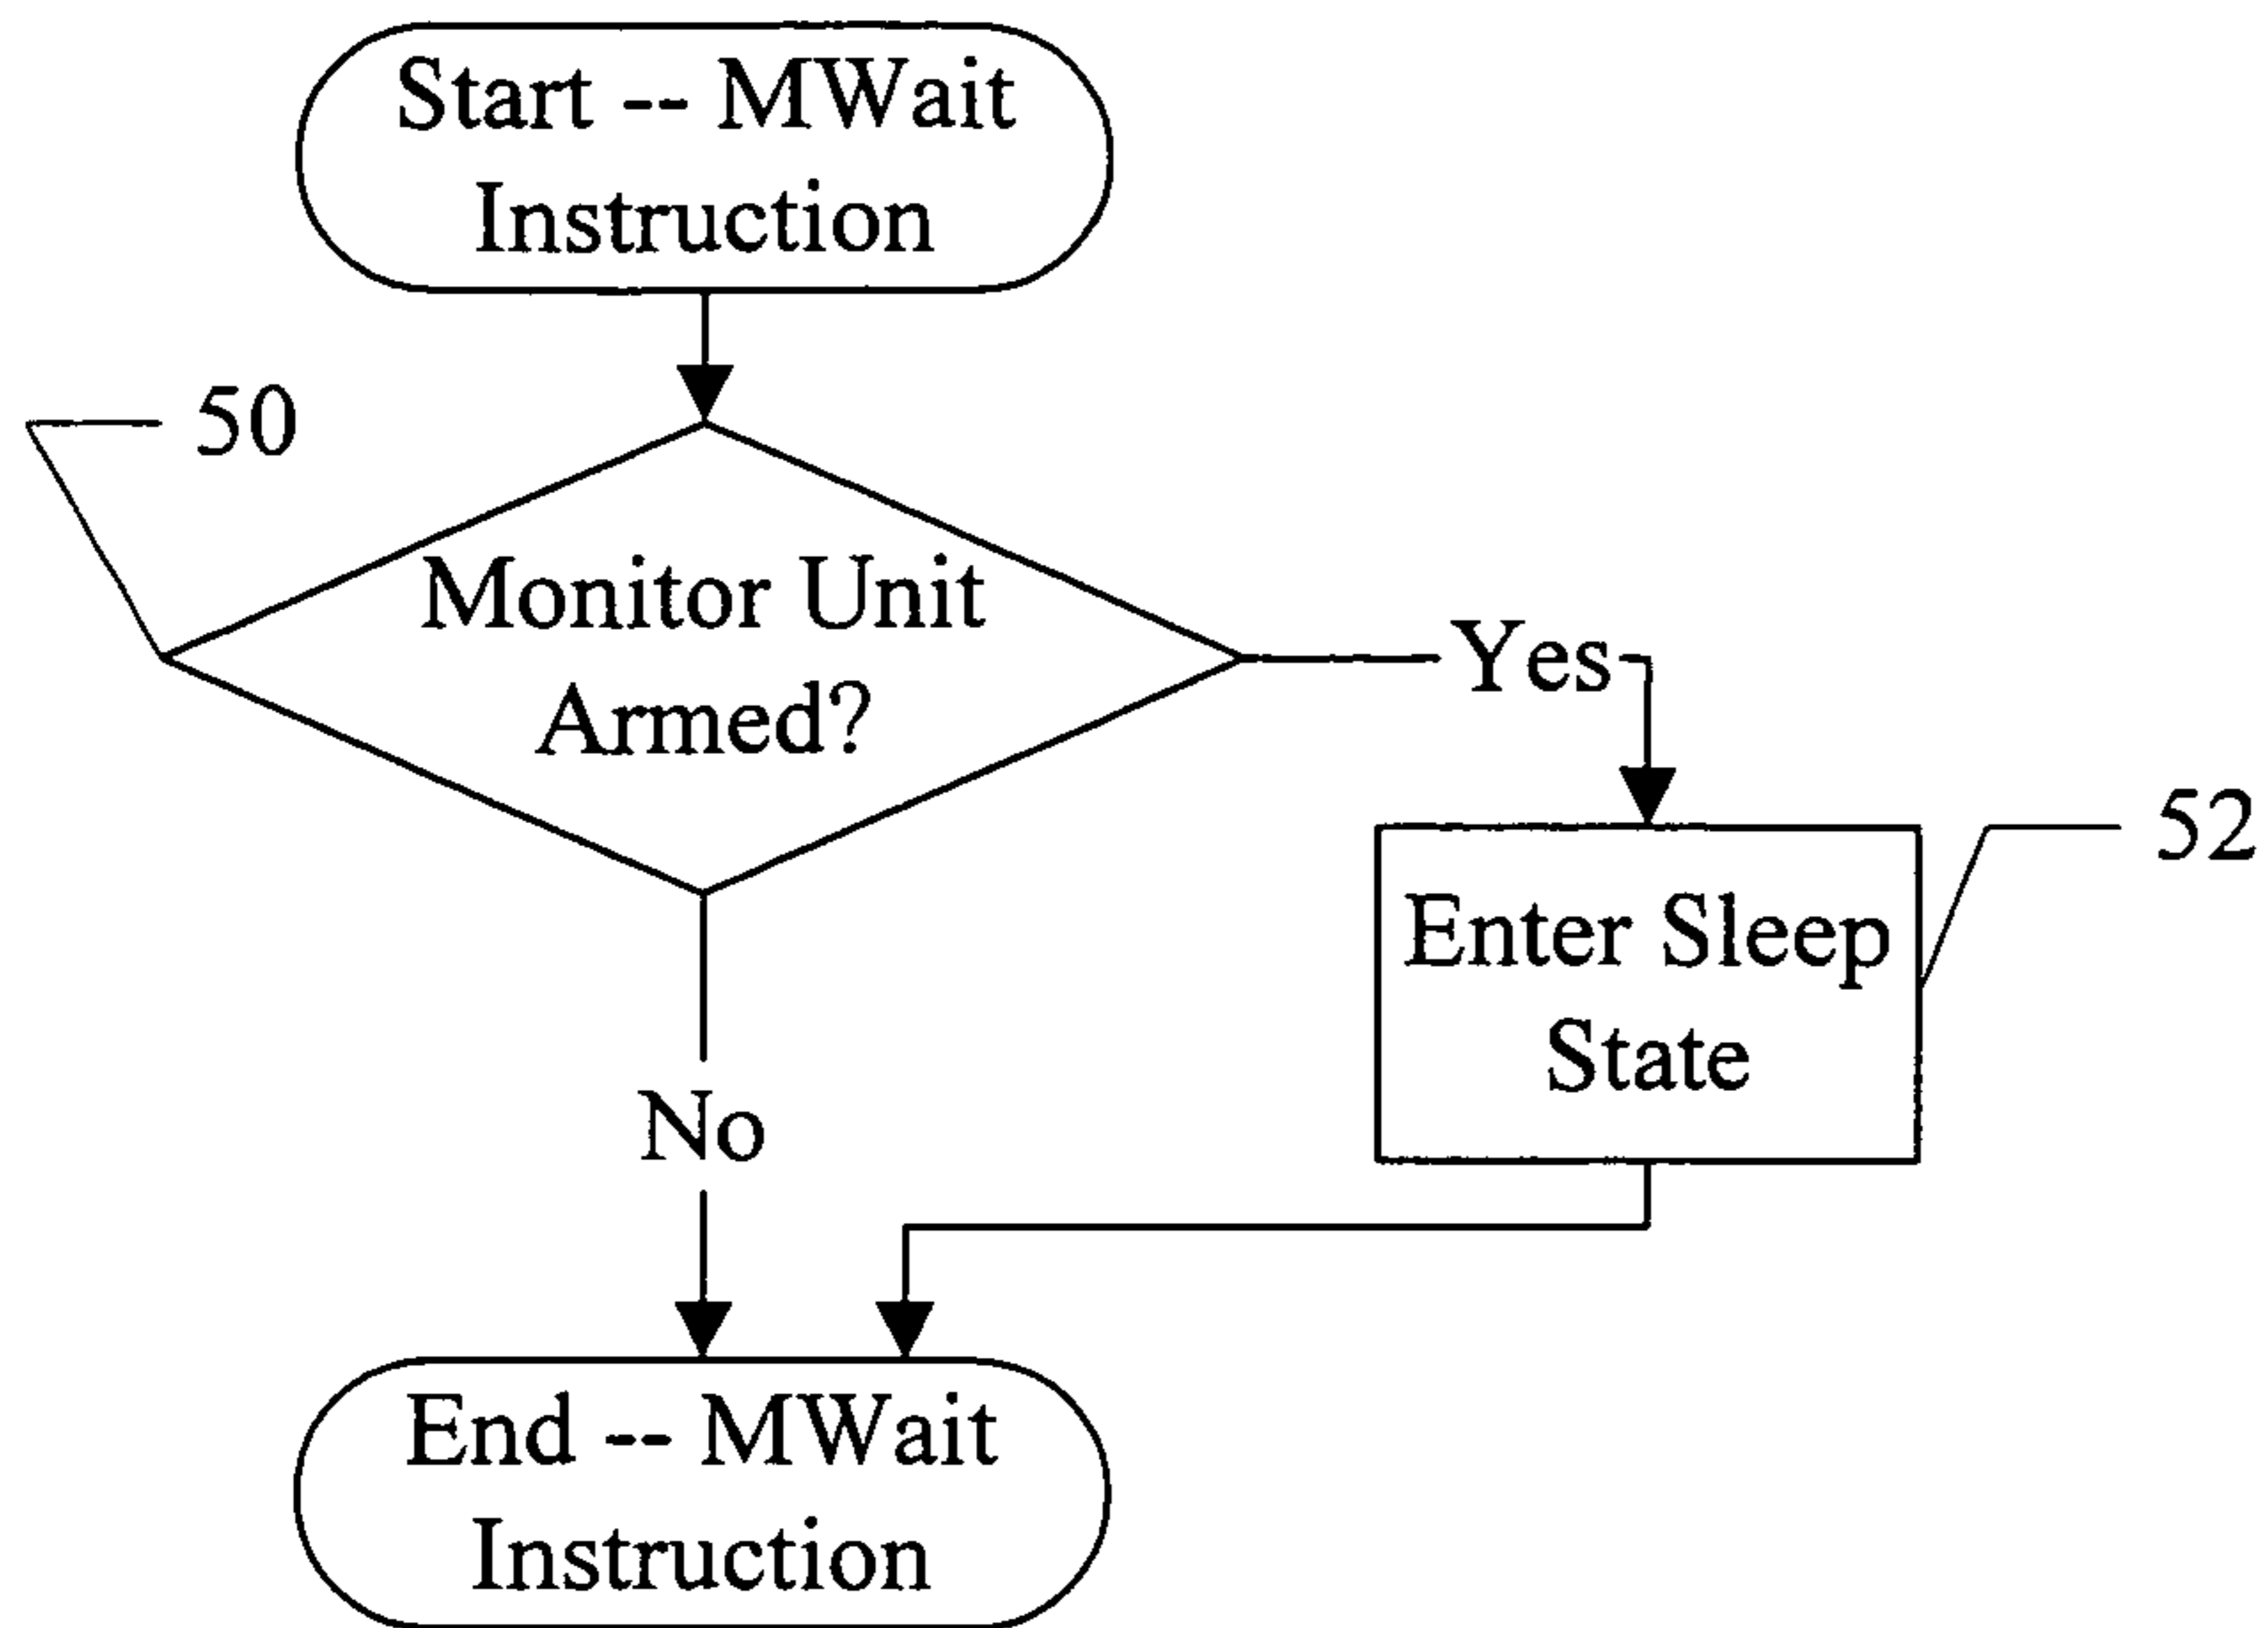 Start -- MWait
Instruction
50
Monitor Unit
Armed?
Yes
52
Enter Sleep
State
No
End -- MWait
Instruction